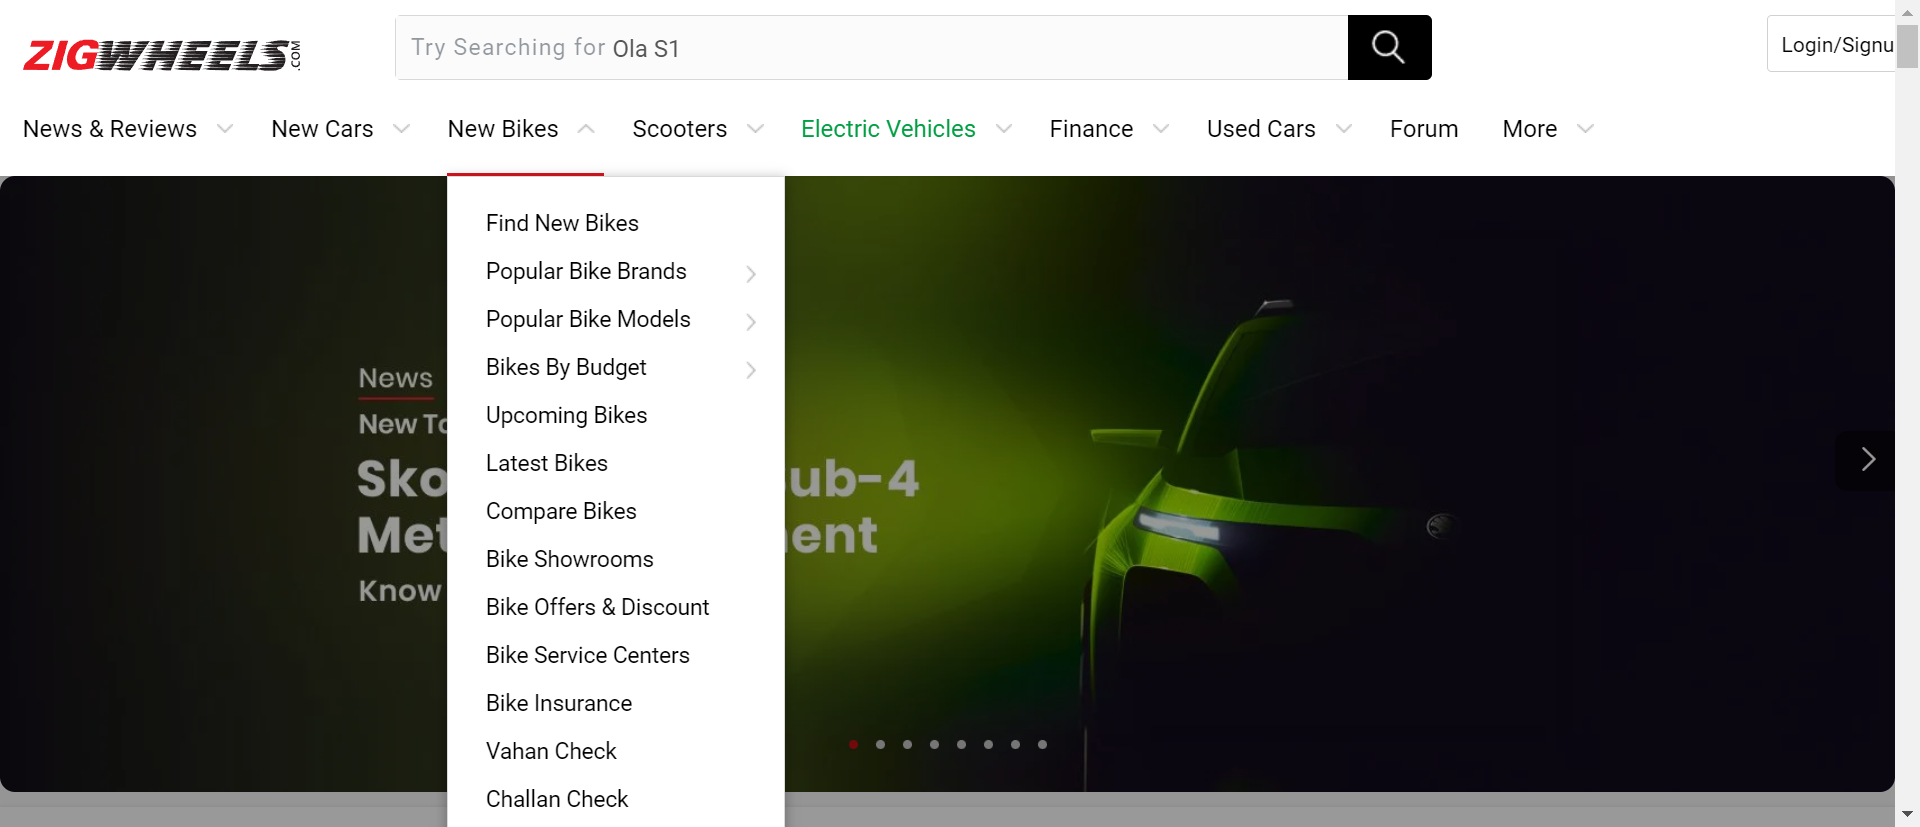 ZIGWHEELS.COM
Try Searching for Ola S1
Login/Signu
News & Reviews
New Cars
New Bikes
Scooters
Electric Vehicles
Finance
Used Cars
Forum
More
Find New Bikes
Popular Bike Brands
Popular Bike Models
Bikes By Budget
Upcoming Bikes
Latest Bikes
Compare Bikes
Bike Showrooms
Bike Offers & Discount
Bike Service Centers
Bike Insurance
Vahan Check
Challan Check
News
New To
Sko ub-4
Met ent
Know